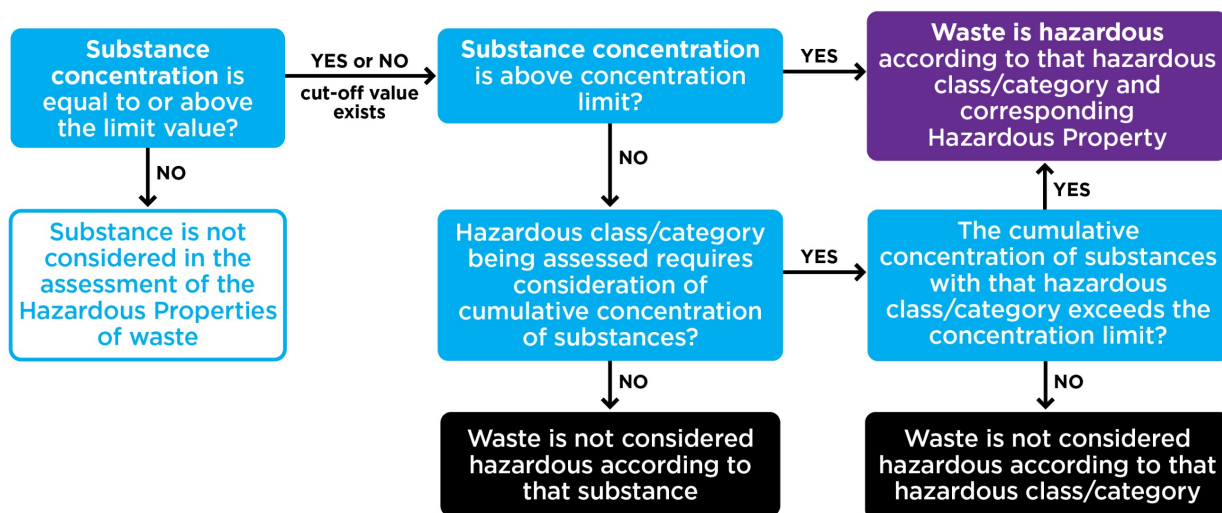 Substance
concentration is
equal to or above
the limit value?
YES or NO
cut-off value
exists
Substance concentration
is above concentration
limit?
YES
Waste is hazardous
according to that hazardous
class/category and
corresponding
Hazardous Property
NO
NO
YES
Substance is not
considered in the
assessment of the
Hazardous Properties
of waste
Hazardous class/category
being assessed requires
consideration of
cumulative concentration
of substances?
YES
The cumulative
concentration of substances
with that hazardous
class/category exceeds the
concentration limit?
NO
NO
Waste is not considered
hazardous according to
that substance
Waste is not considered
hazardous according to that
hazardous class/category